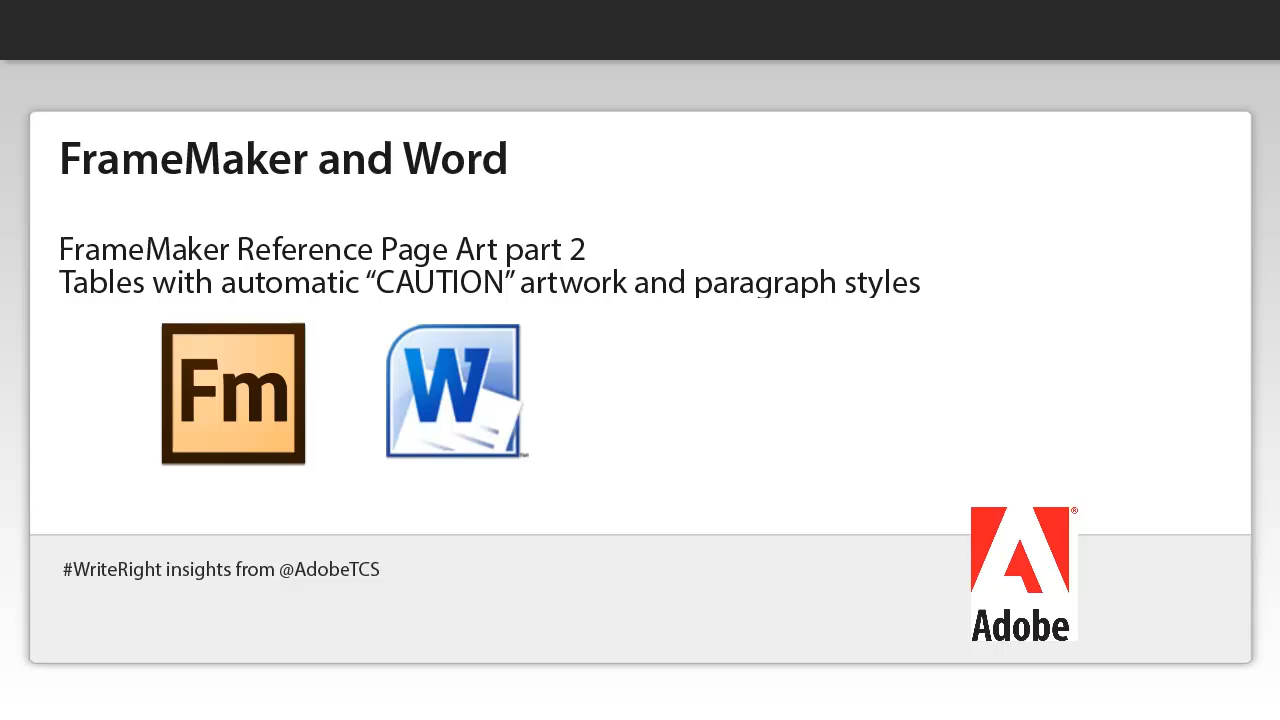 FrameMaker and Word
FrameMaker Reference Page Art part 2
Tables with automatic “CAUTION” artwork and paragraph styles
Fm
W
#WriteRight insights from @AdobeTCS
®
Adobe